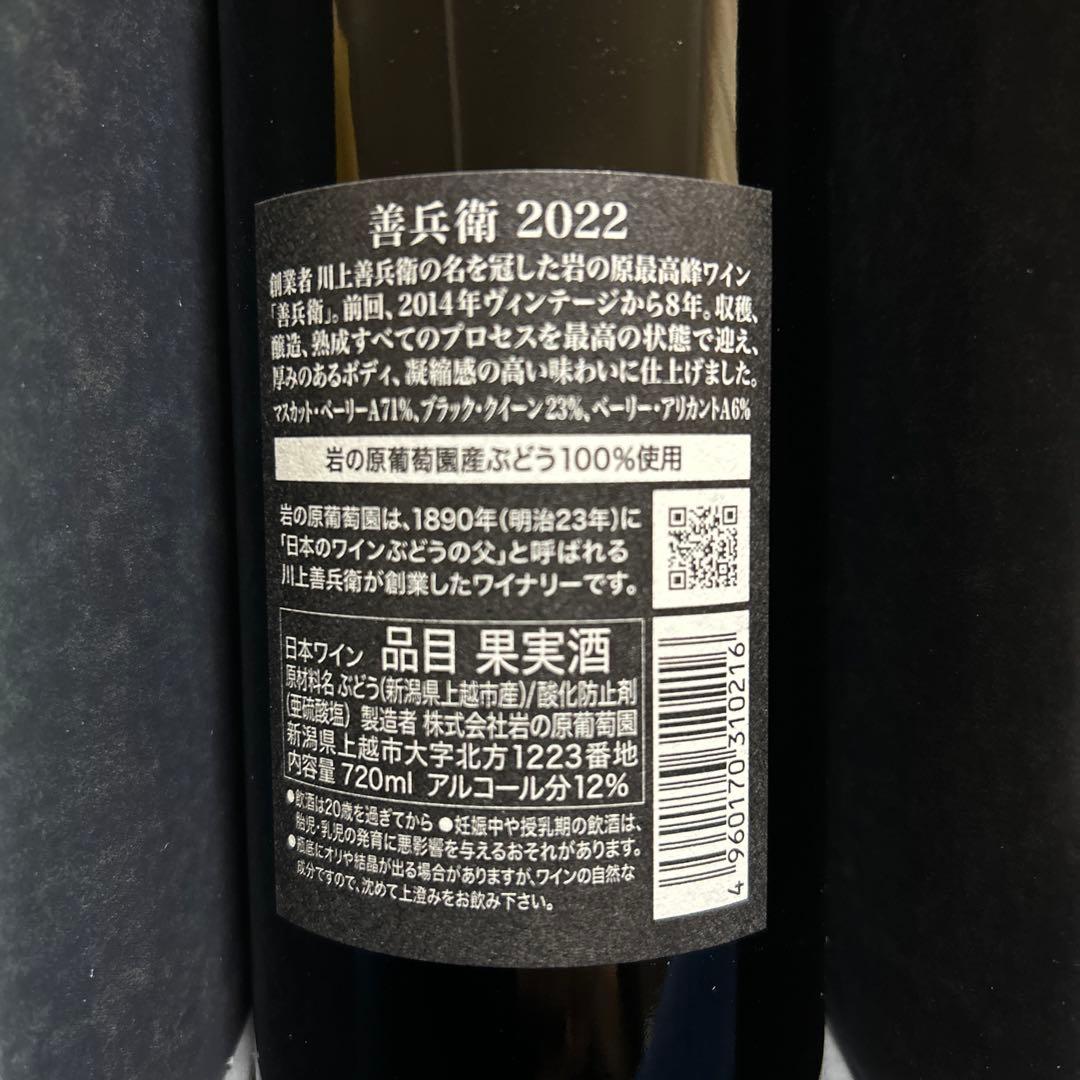 善兵衛 2022
創業者 川上善兵衛の名を冠した岩の原最高峰ワイン
「善兵衛」。前回、2014年ヴィンテージから8年。収穫、
醸造、熟成すべてのプロセスを最高の状態で迎え、
厚みのあるボディ、凝縮感の高い味わいに仕上げました。
マスカット・ベーリーA71%、ブラック・クイーン23%、ベーリー・アリカントA6%
岩の原葡萄園産ぶどう100%使用
岩の原葡萄園は、1890年(明治23年)に
「日本のワインぶどうの父」と呼ばれる
川上善兵衛が創業したワイナリーです。
日本ワイン 品目 果実酒
原材料名 ぶどう(新潟県上越市産)/酸化防止剤
(亜硫酸塩) 製造者 株式会社岩の原葡萄園
新潟県上越市大字北方1223番地
内容量 720ml アルコール分12%
●飲酒は20歳を過ぎてから ●妊娠中や授乳期の飲酒は、
胎児・乳児の発育に悪影響を与えるおそれがあります。
●瓶底にオリや結晶が出る場合がありますが、ワインの自然な
成分ですので、沈めて上澄みをお飲み下さい。
4960170310216